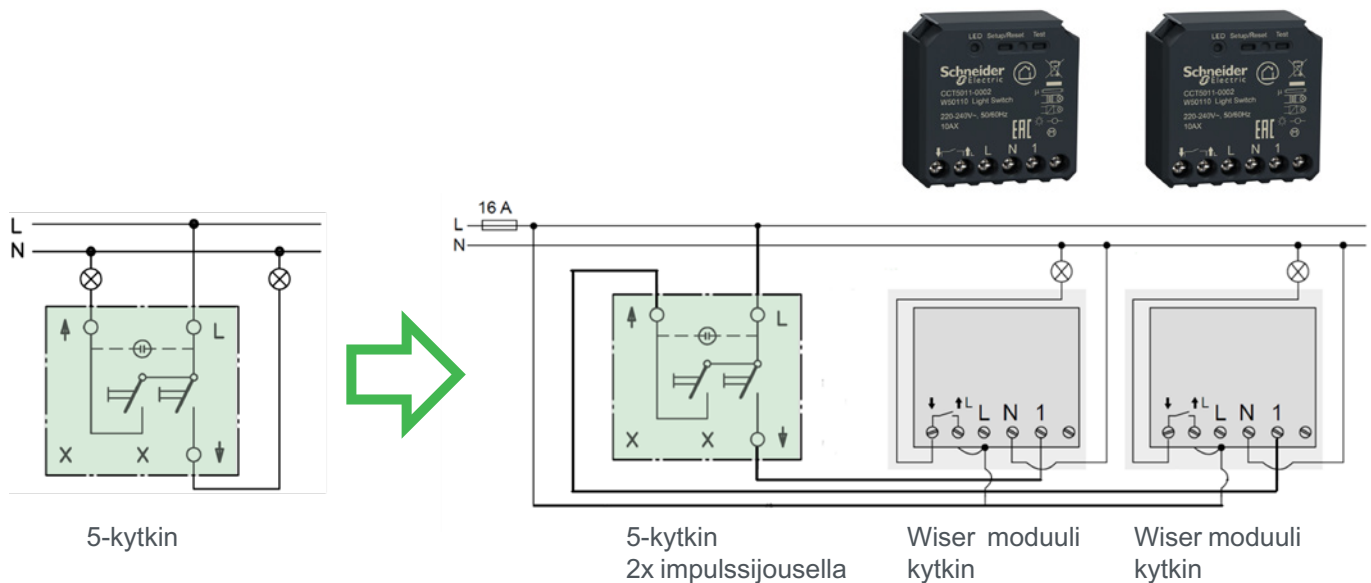 LED Setup/Reset Test
Schneider
Electric
CCT5011-0002
W50110 Light Switch
220-240V~, 50/60Hz
10AX
EAC
L L N 1
LED Setup/Reset Test
Schneider
Electric
CCT5011-0002
W50110 Light Switch
220-240V~, 50/60Hz
10AX
EAC
L L N 1
L
N
L
X X
16 A
L
N
L
X X
L L N 1
L L N 1
5-kytkin
5-kytkin
2x impulssijousella
Wiser moduuli
kytkin
Wiser moduuli
kytkin